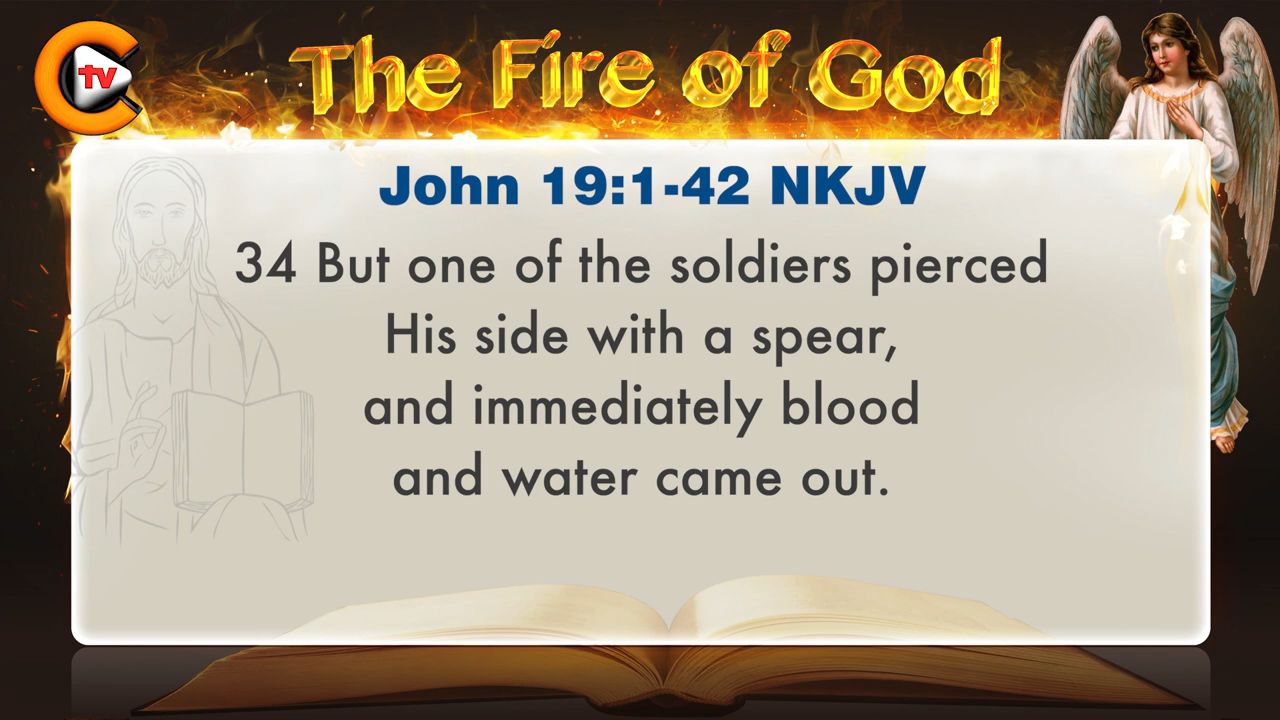 tv
The Fire of God
John 19:1-42 NKJV
34 But one of the soldiers pierced
His side with a spear,
and immediately blood
and water came out.